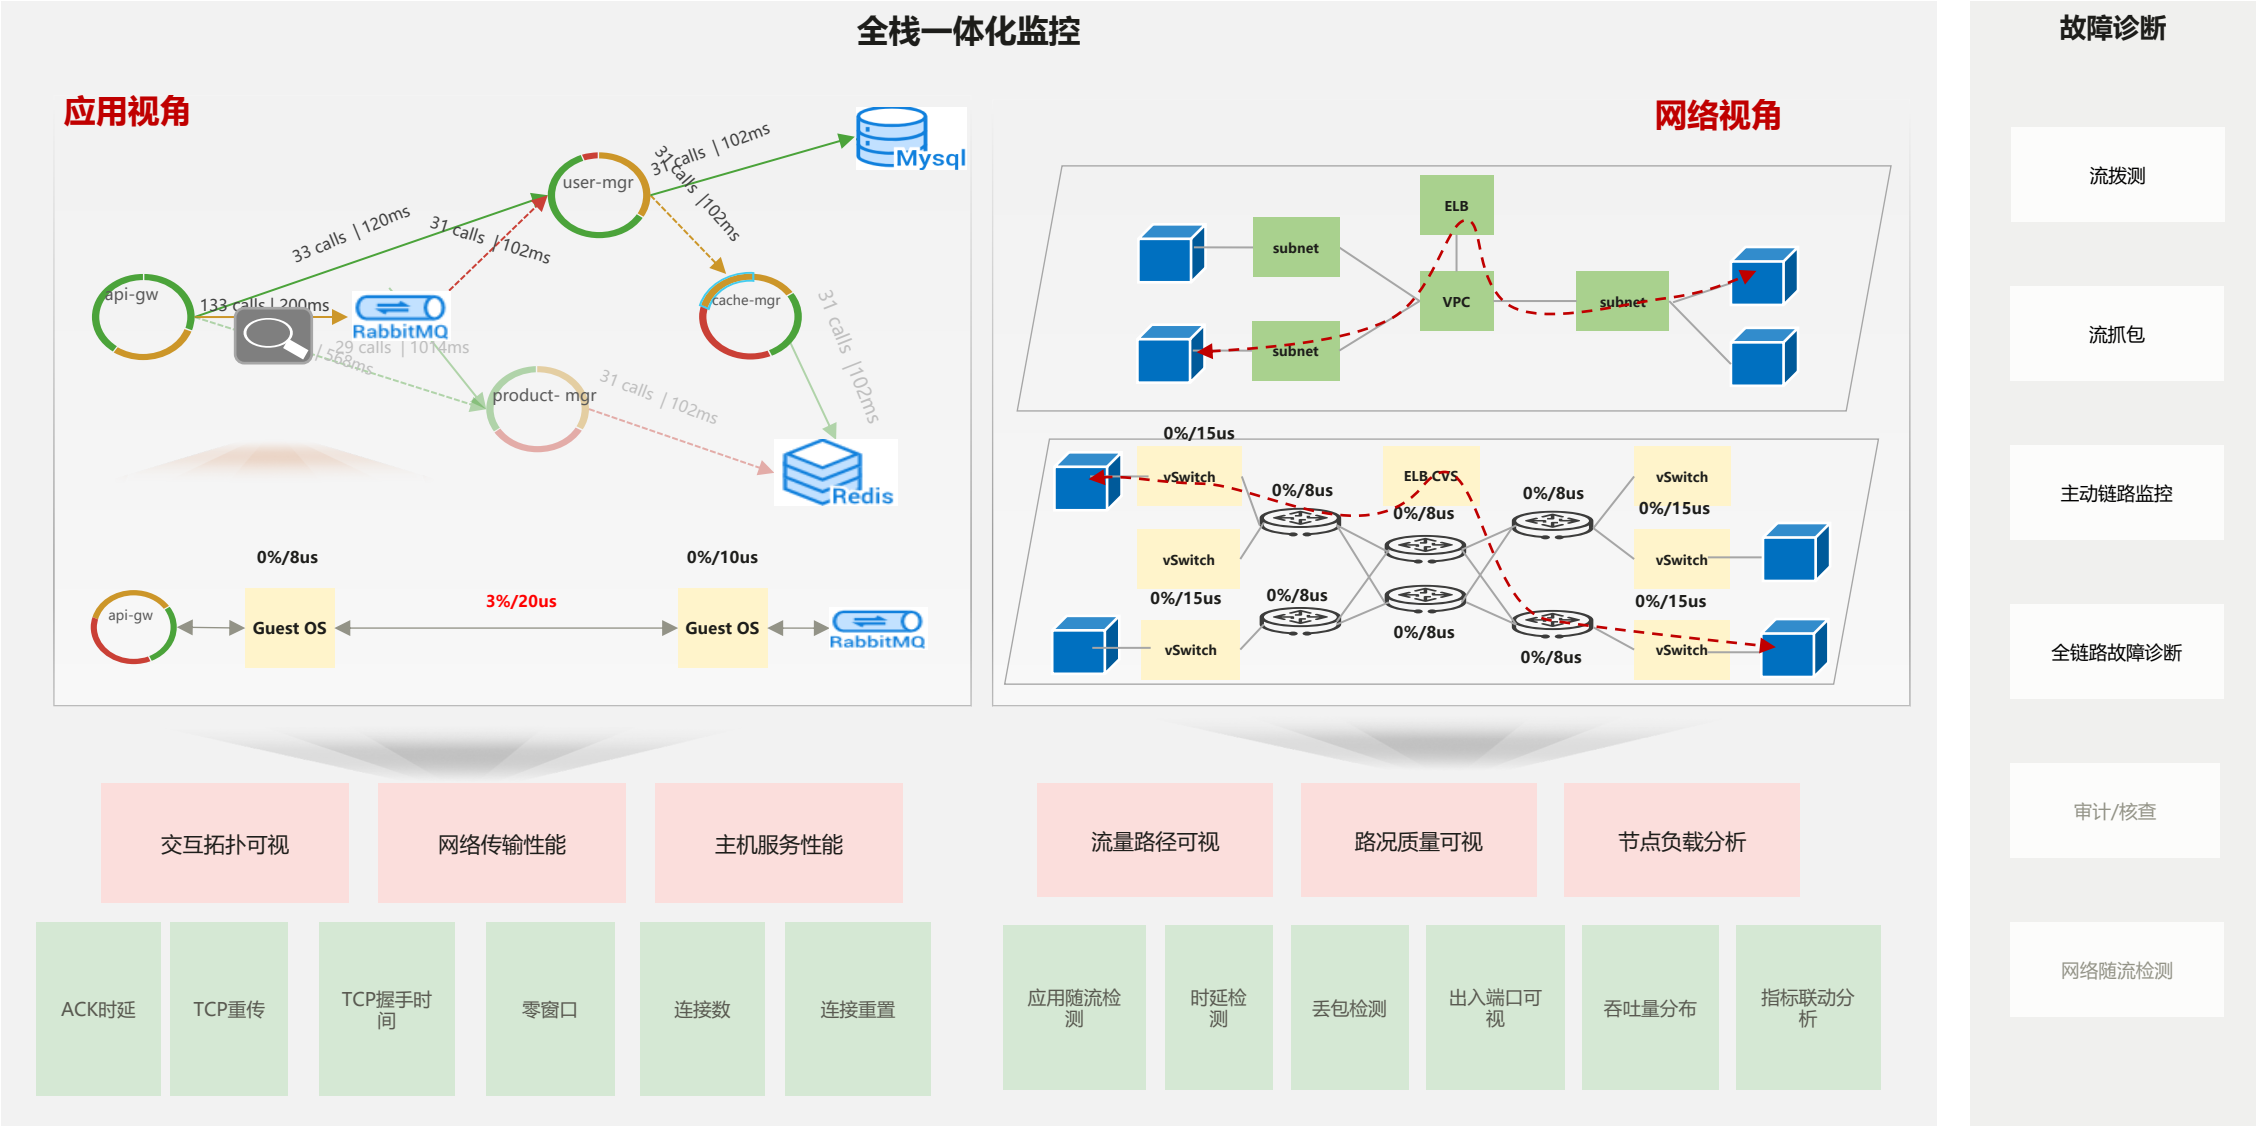 全栈一体化监控
应用视角
Mysql
31 calls | 102ms
31 calls | 102ms
user-mgr
33 calls | 120ms
31 calls | 102ms
api-gw
133 calls | 200ms
RabbitMQ
cache-mgr
29 calls | 1014ms
/ 568ms
product- mgr
31 calls | 102ms
31 calls | 102ms
Redis
0%/8us
0%/10us
api-gw
Guest OS
3%/20us
Guest OS
RabbitMQ
网络视角
ELB
subnet
VPC
subnet
subnet
0%/15us
vSwitch
ELB CVS
vSwitch
0%/8us
0%/8us
0%/8us
0%/15us
vSwitch
vSwitch
0%/15us
0%/8us
0%/15us
0%/8us
vSwitch
0%/8us
vSwitch
交互拓扑可视
网络传输性能
主机服务性能
流量路径可视
路况质量可视
节点负载分析
ACK时延
TCP重传
TCP握手时
间
零窗口
连接数
连接重置
应用随流检
测
时延检
测
丢包检测
出入端口可
视
吞吐量分布
指标联动分
析
故障诊断
流拨测
流抓包
主动链路监控
全链路故障诊断
审计/核查
网络随流检测